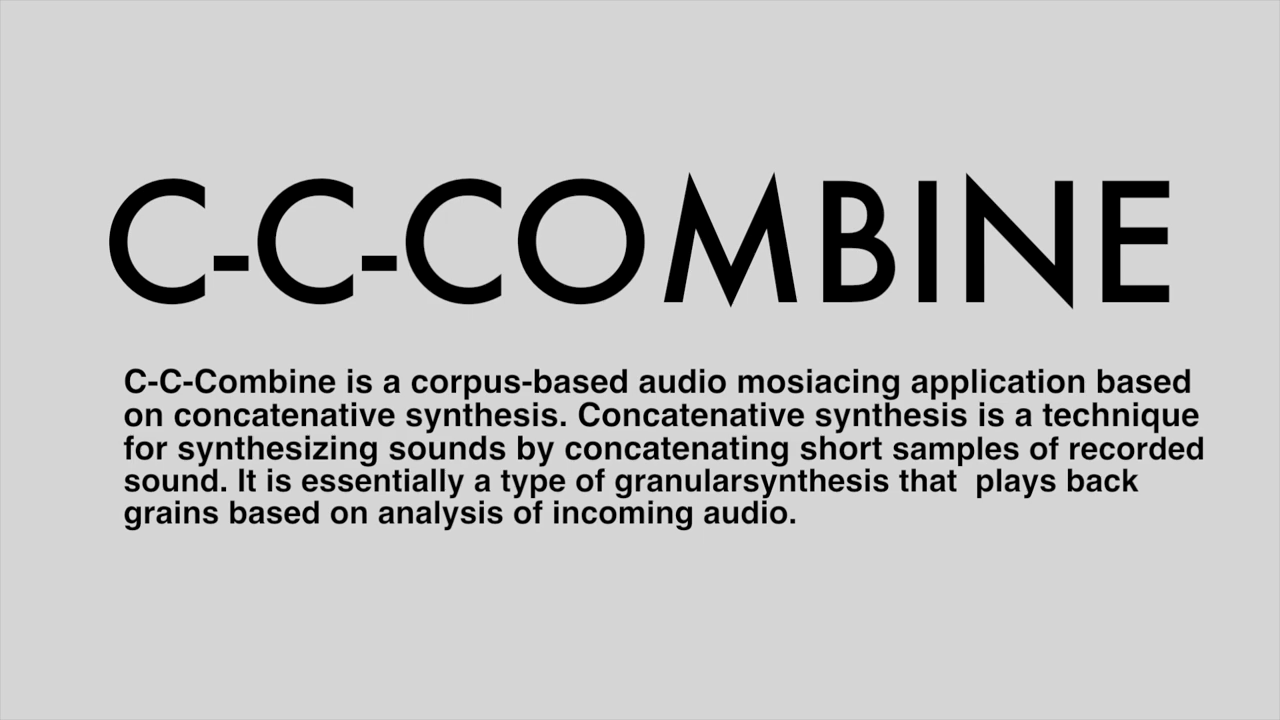 C-C-COMBINE
C-C-Combine is a corpus-based audio mosiacing application based
on concatenative synthesis. Concatenative synthesis is a technique
for synthesizing sounds by concatenating short samples of recorded
sound. It is essentially a type of granularsynthesis that  plays back
grains based on analysis of incoming audio.